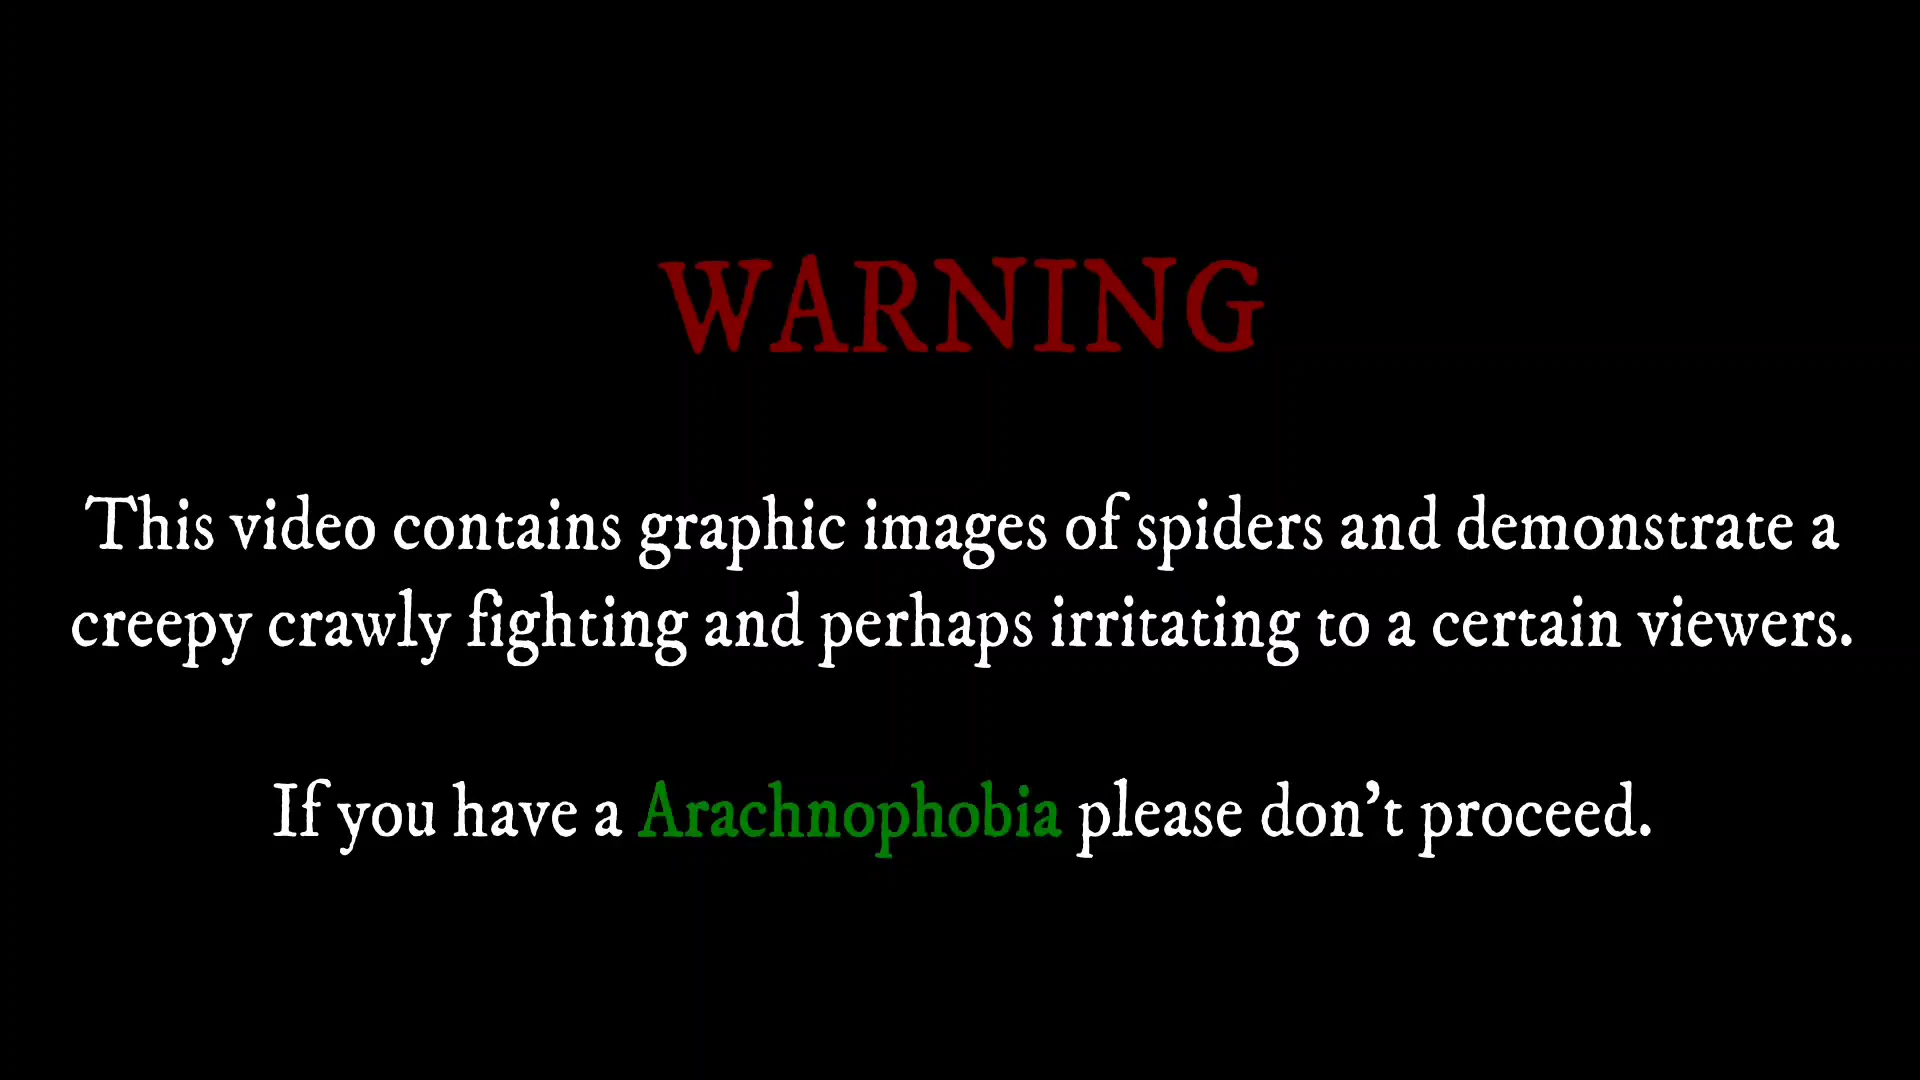 WARNING
This video contains graphic images of spiders and demonstrate a
creepy crawly fighting and perhaps irritating to a certain viewers.
If you have a Arachnophobia please don't proceed.